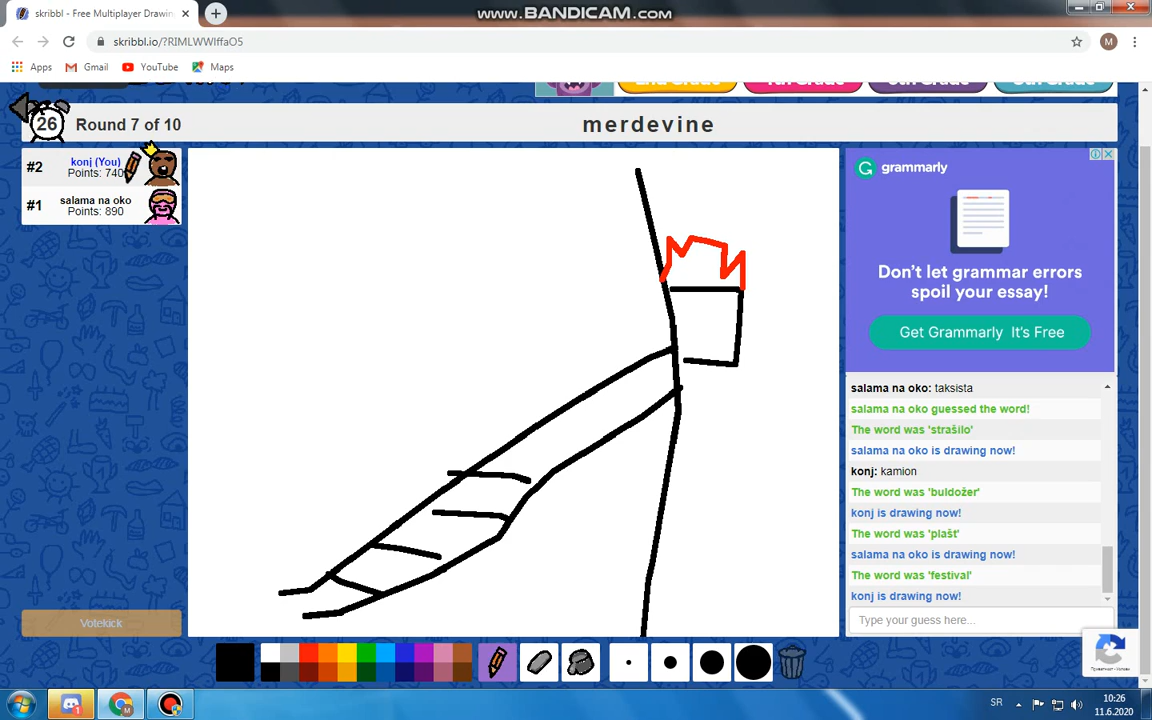 skribbl - Free Multiplayer Drawin
www.BANDICAM.com
skribbl.io/?RIMLWWIffaO5
M
Apps
Gmail
YouTube
Maps
26
Round 7 of 10
merdevine
#2
konj (You)
Points: 740
#1
salama na oko
Points: 890
grammarly
Don't let grammar errors
spoil your essay!
Get Grammarly It's Free
salama na oko: taksista
salama na oko guessed the word!
The word was 'strašilo'
salama na oko is drawing now!
konj: kamion
The word was 'buldožer'
konj is drawing now!
The word was 'plašt'
salama na oko is drawing now!
The word was 'festival'
konj is drawing now!
Type your guess here...
Votekick
SR
10:26
11.6.2020